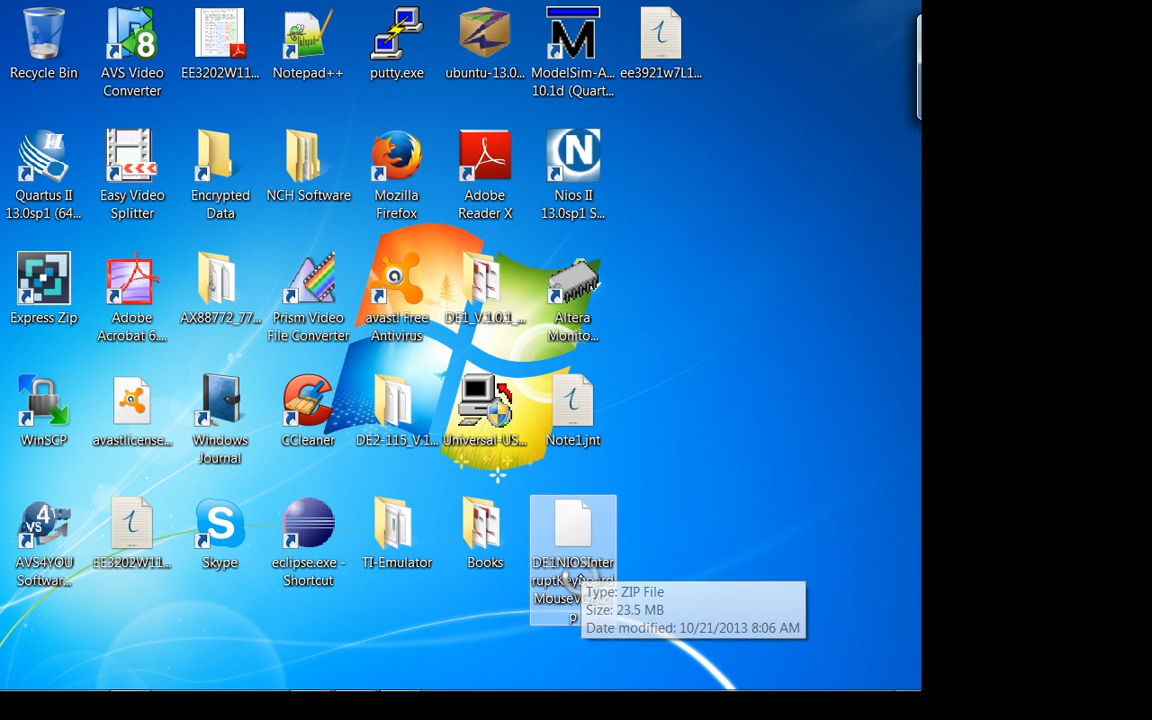 Recycle Bin
AVS Video
Converter
EE3202W11...
Notepad++
putty.exe
ubuntu-13.0...
ModelSim-A...
10.1d (Quart...
ee3921w7L1...
Quartus II
13.0sp1 (64...
Easy Video
Splitter
Encrypted
Data
NCH Software
Mozilla
Firefox
Adobe
Reader X
Nios II
13.0sp1 S...
Express Zip
Adobe
Acrobat 6....
AX88772_77...
Prism Video
File Converter
avast! Free
Antivirus
DE1_V.1.0.1_...
Altera
Monito...
WinSCP
avastlicense...
Windows
Journal
CCleaner
DE2-115_V.1...
Universal-US...
Note1.jnt
AVS4YOU
Softwar...
EE3202W11...
Skype
eclipse.exe -
Shortcut
TI-Emulator
Books
DE1NIOSInter
Type: ZIP File
Size: 23.5 MB
Date modified: 10/21/2013 8:06 AM